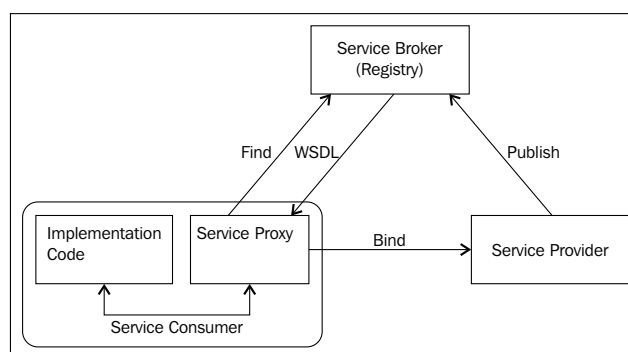 Service Broker
(Registry)
Find
WSDL
Publish
Implementation
Code
Service Proxy
Bind
Service Provider
Service Consumer